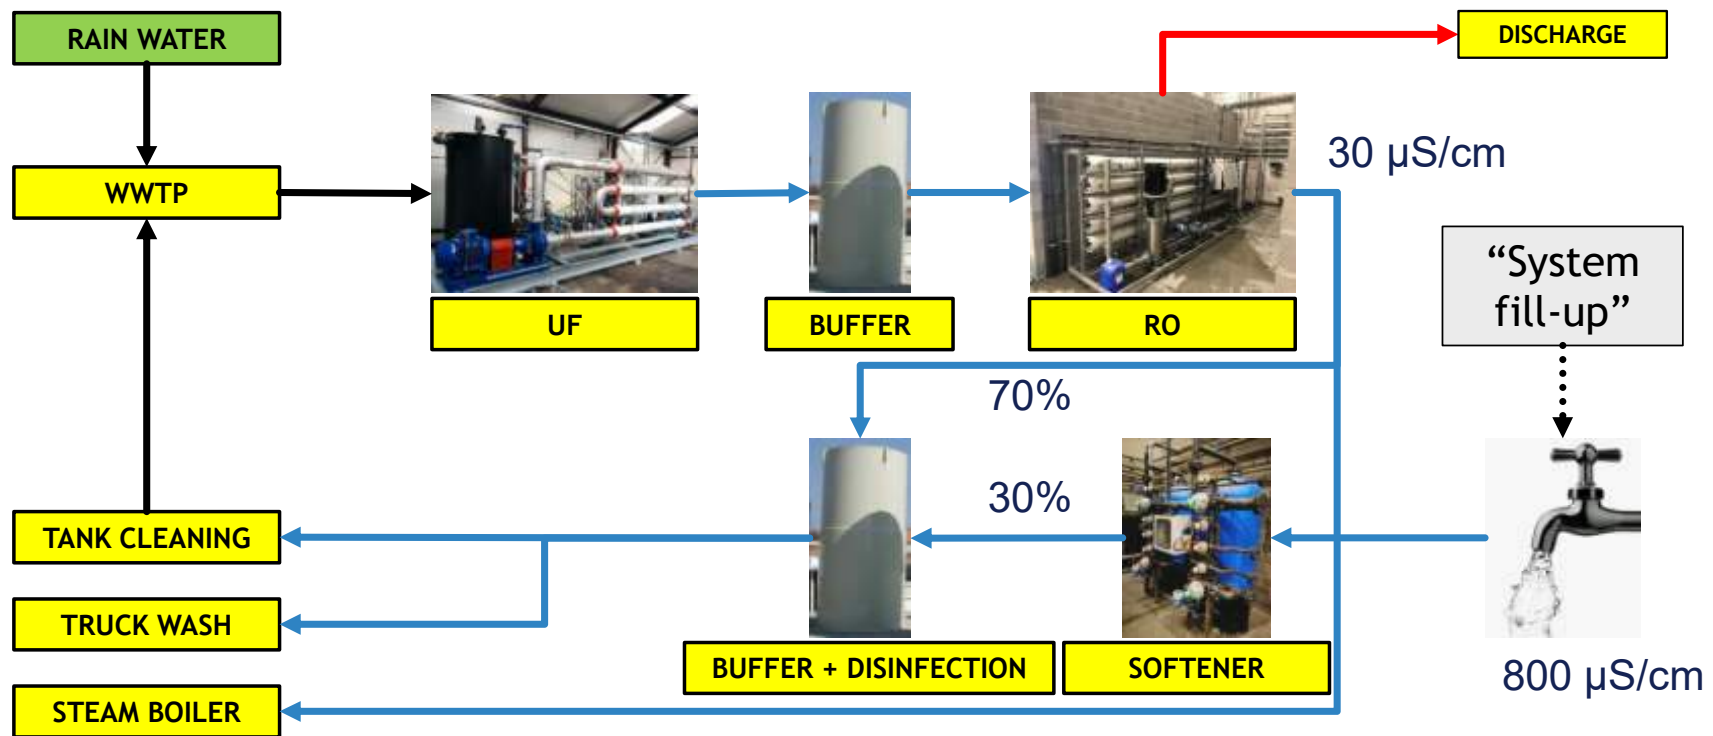 RAIN WATER
DISCHARGE
30 µS/cm
WWTP
“System
fill-up”
UF
BUFFER
RO
70%
30%
TANK CLEANING
TRUCK WASH
BUFFER + DISINFECTION
SOFTENER
800 µS/cm
STEAM BOILER